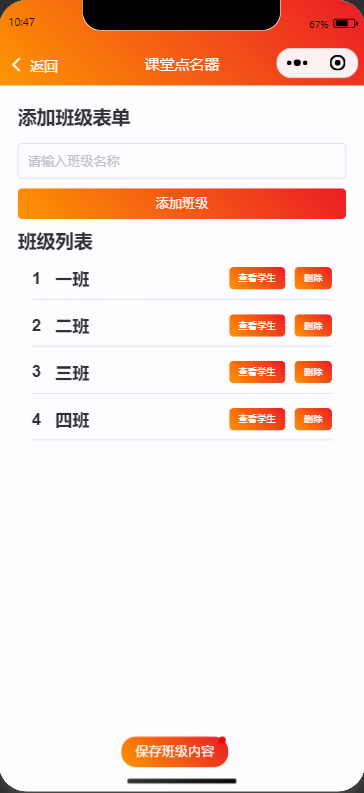 10:47
67%
返回
课堂点名器
添加班级表单
请输入班级名称
添加班级
班级列表
1 一班 查看学生 删除
2 二班 查看学生 删除
3 三班 查看学生 删除
4 四班 查看学生 删除
保存班级内容